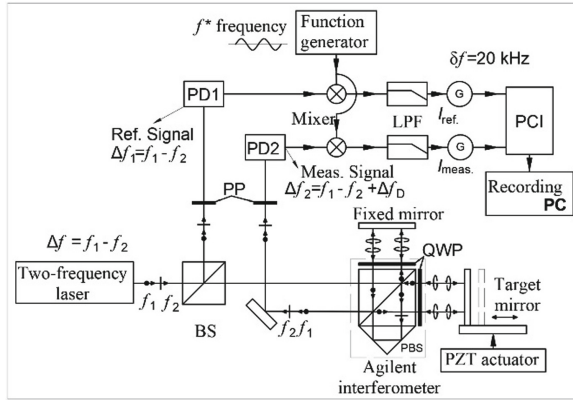 f* frequency
Function
generator
δf=20 kHz
PD1
Mixer
LPF
G
I ref.
PCI
Ref. Signal
Δf1=f1-f2
PD2
G
I meas.
Meas. Signal
Δf2=f1-f2+ΔfD
Recording
PC
PP
Fixed mirror
QWP
Δf = f1-f2
Two-frequency
laser
f1 f2
BS
f2 f1
Target
mirror
PBS
Agilent
interferometer
PZT actuator